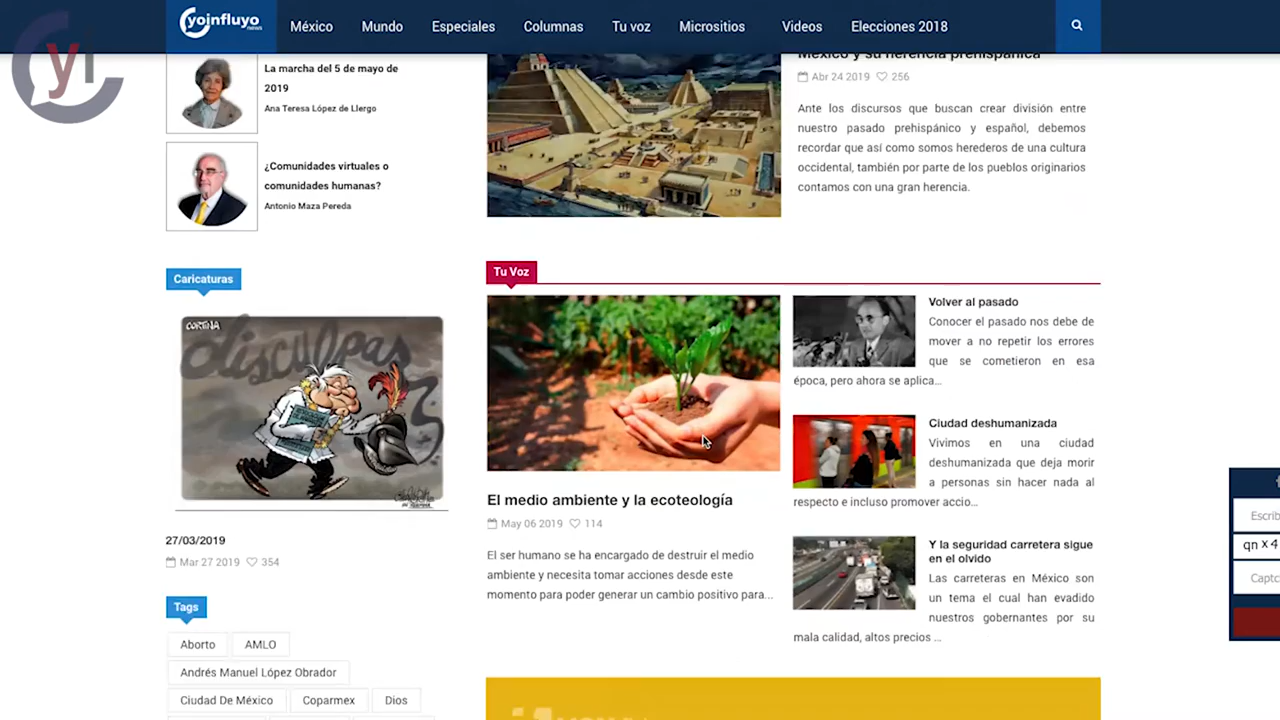 yi
yoinfluyo
news
México
Mundo
Especiales
Columnas
Tu voz
Micrositios
Videos
Elecciones 2018
La marcha del 5 de mayo de
2019
Ana Teresa López de Llergo
¿Comunidades virtuales o
comunidades humanas?
Antonio Maza Pereda
México y su herencia prehispánica
Abr 24 2019 256
Ante los discursos que buscan crear división entre
nuestro pasado prehispánico y español, debemos
recordar que así como somos herederos de una cultura
occidental, también por parte de los pueblos originarios
contamos con una gran herencia.
Caricaturas
CORTINA
disculpas
27/03/2019
Mar 27 2019 354
Tags
Aborto
AMLO
Andrés Manuel López Obrador
Ciudad De México
Coparmex
Dios
Tu Voz
El medio ambiente y la ecoteología
May 06 2019 114
El ser humano se ha encargado de destruir el medio
ambiente y necesita tomar acciones desde este
momento para poder generar un cambio positivo para...
Volver al pasado
Conocer el pasado nos debe de
mover a no repetir los errores
que se cometieron en esa
época, pero ahora se aplica...
Ciudad deshumanizada
Vivimos en una ciudad
deshumanizada que deja morir
a personas sin hacer nada al
respecto e incluso promover accio...
Y la seguridad carretera sigue
en el olvido
Las carreteras en México son
un tema el cual han evadido
nuestros gobernantes por su
mala calidad, altos precios ...
Escrib
qn x 4
Captc